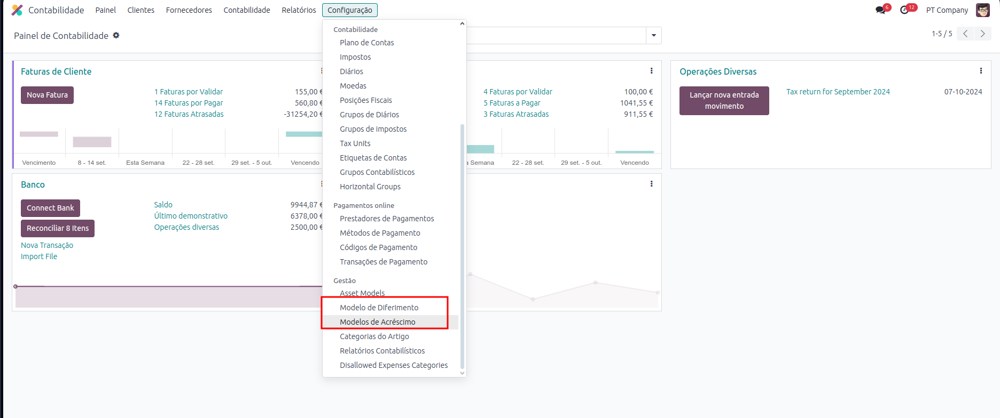 Contabilidade Painel Clientes Fornecedores Contabilidade Relatórios Configuração 6 12 PT Company
Painel de Contabilidade 1-5 / 5
Contabilidade
Plano de Contas
Impostos
Diários
Moedas
Posições Fiscais
Grupos de Diários
Grupos de impostos
Tax Units
Etiquetas de Contas
Grupos Contabilísticos
Horizontal Groups
Pagamentos online
Prestadores de Pagamentos
Métodos de Pagamento
Códigos de Pagamento
Transações de Pagamento
Gestão
Asset Models
Modelo de Diferimento
Modelos de Acréscimo
Categorias do Artigo
Relatórios Contabilísticos
Disallowed Expenses Categories
Faturas de Cliente
Nova Fatura
1 Faturas por Validar 155,00 €
14 Faturas por Pagar 560,80 €
12 Faturas Atrasadas -31254,20 €
Vencimento 8 - 14 set. Esta Semana 22 - 28 set. 29 set. - 5 out. Vencendo
4 Faturas por Validar 100,00 €
5 Faturas a Pagar 1041,55 €
3 Faturas Atrasadas 911,55 €
a Semana 22 - 28 set. 29 set. - 5 out. Vencendo
Operações Diversas
Lançar nova entrada
movimento
Tax return for September 2024 07-10-2024
Banco
Connect Bank
Reconciliar 8 Itens
Nova Transação
Import File
Saldo 9944,87 €
Último demonstrativo 6378,00 €
Operações diversas 2500,00 €